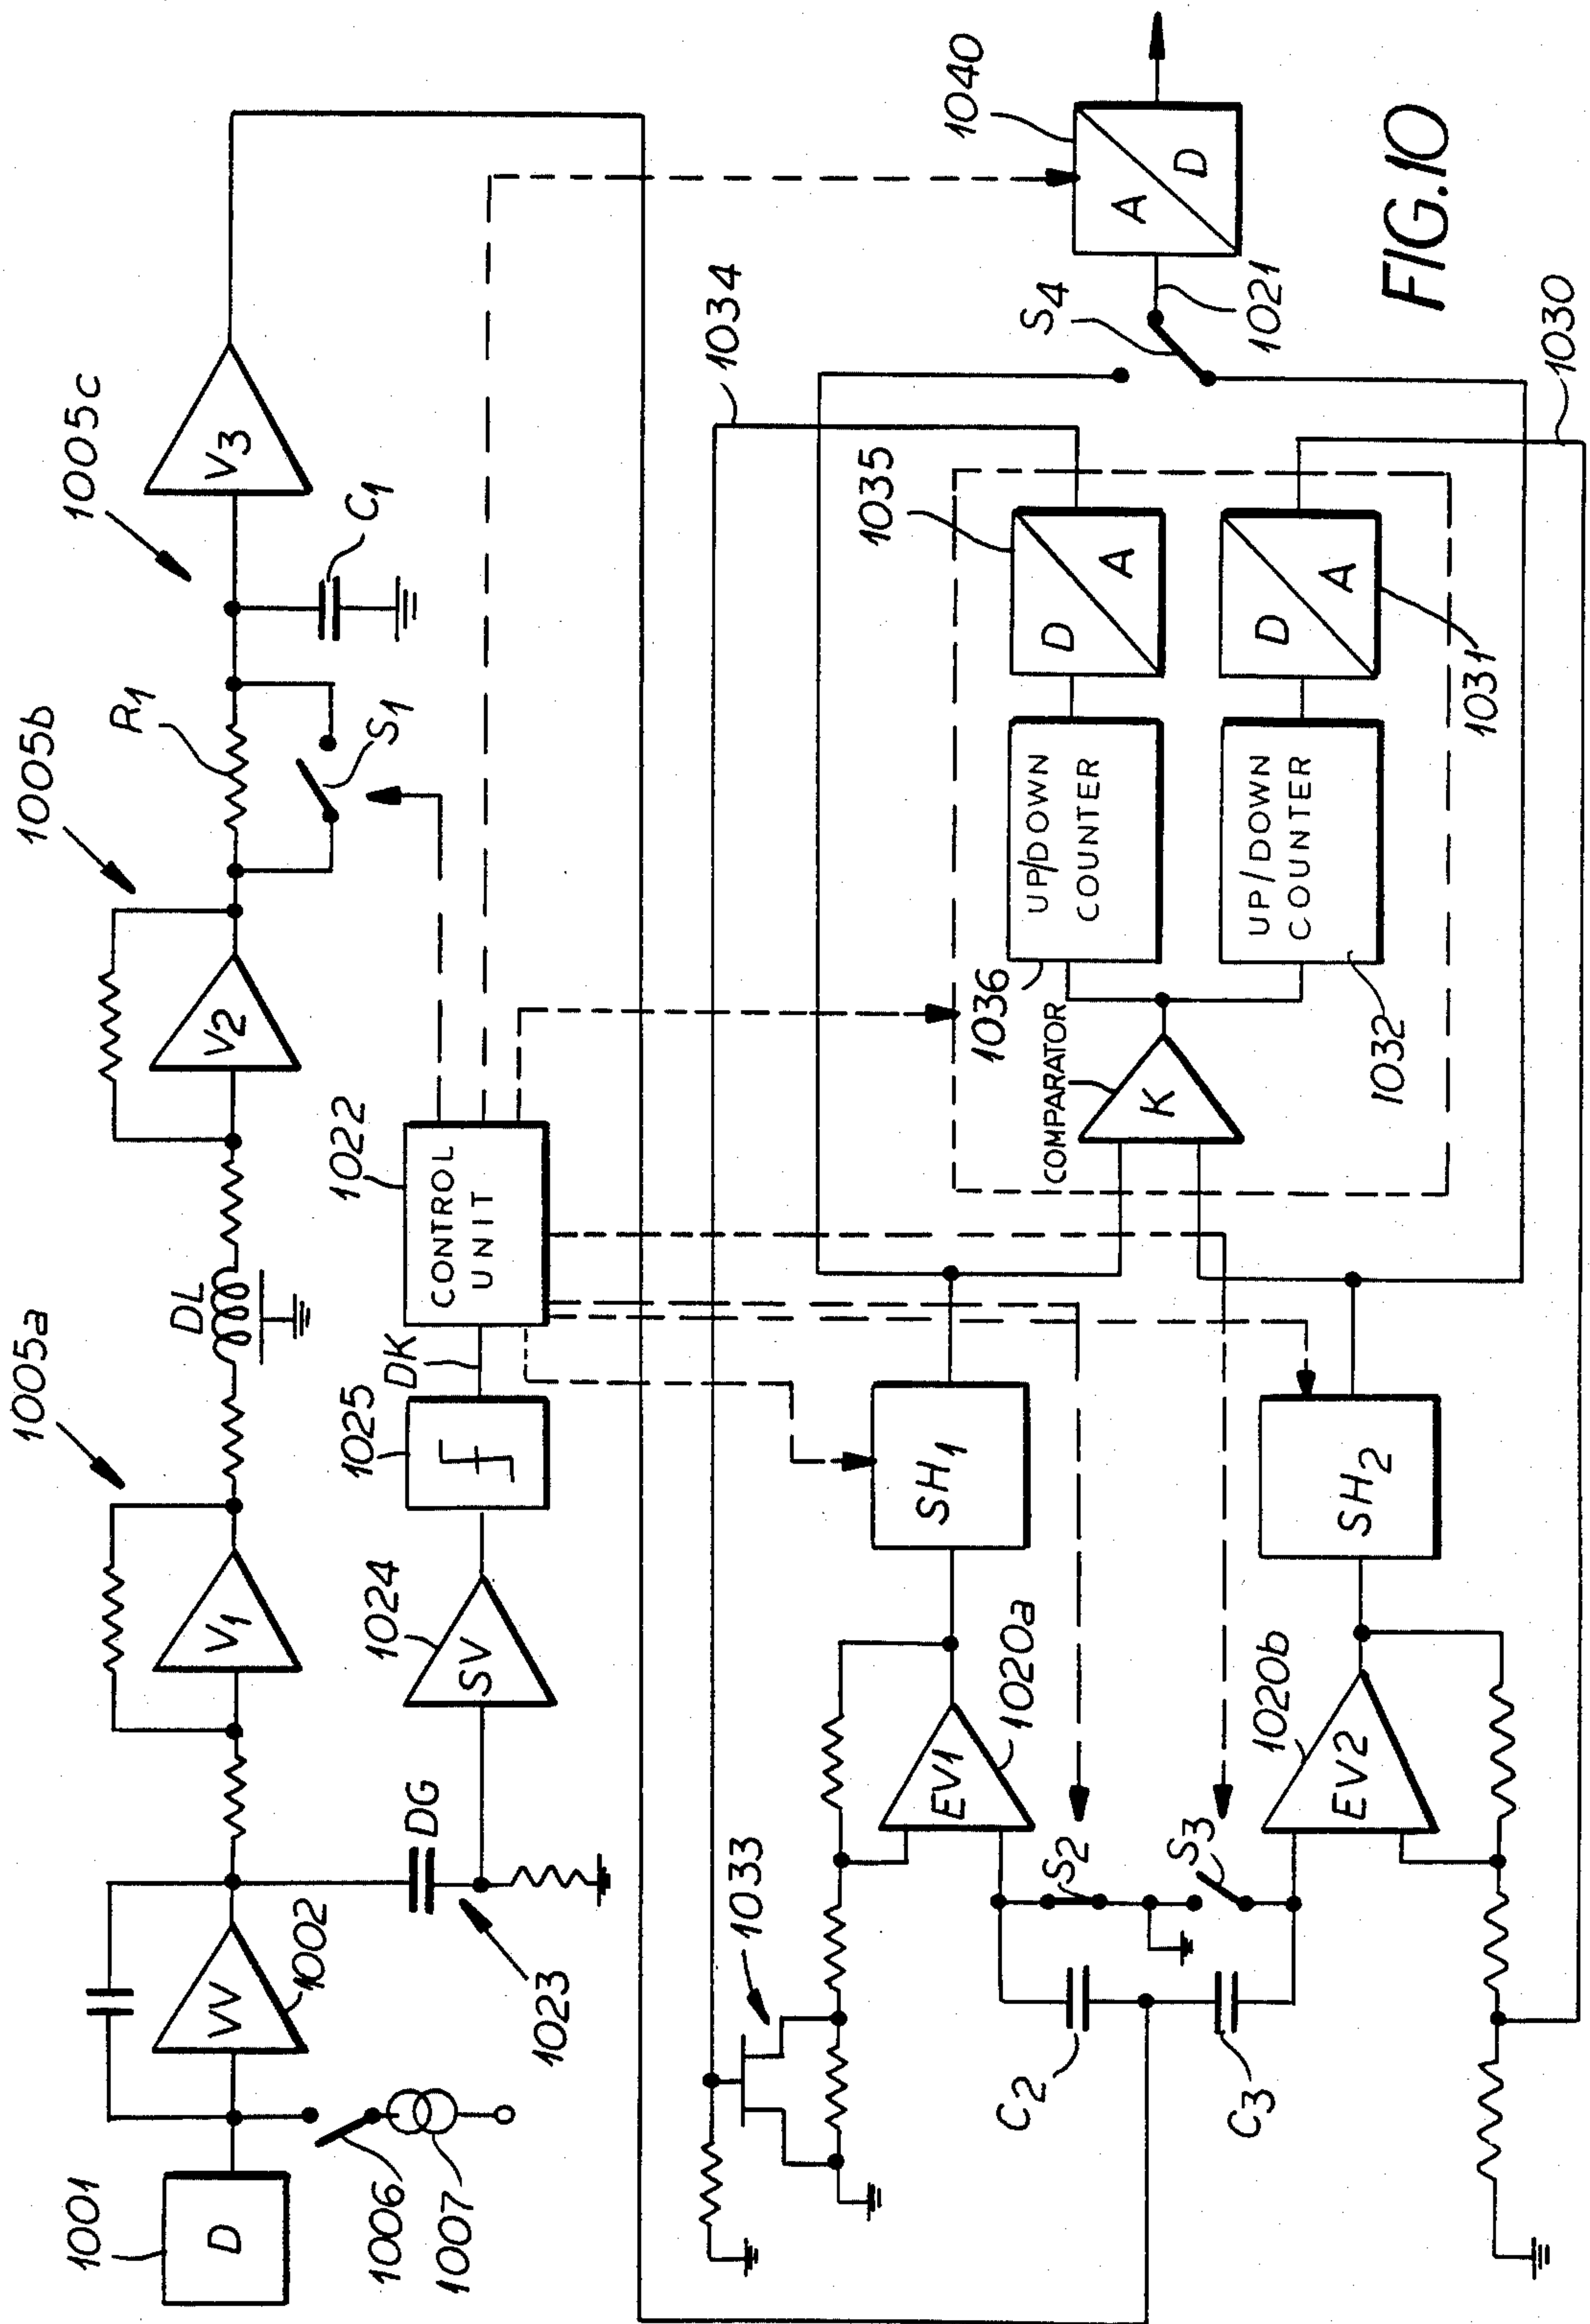 1001
D
1006
1007
VV
1002
1023
DG
V1
1005a
SV
1024
1025
DK
DL
CONTROL
UNIT
1022
V2
1005b
R1
S1
1005c
C1
V3
1033
C2
C3
S2
S3
EV1
1020a
EV2
1020b
SH1
SH2
COMPARATOR
K
1036
UP/DOWN
COUNTER
UP/DOWN
COUNTER
1032
D
A
1035
D
A
1031
1034
S4
1021
1030
A
D
1040
FIG.10